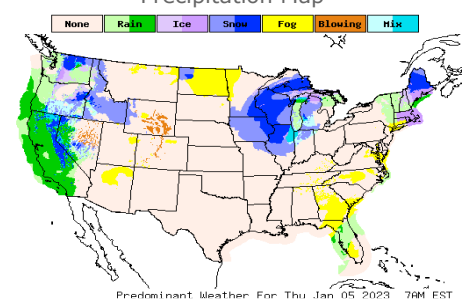 Precipitation Map
None Rain Ice Snow Fog Blowing Mix
Predominant Weather For Thu Jan 05 2023 7AM EST